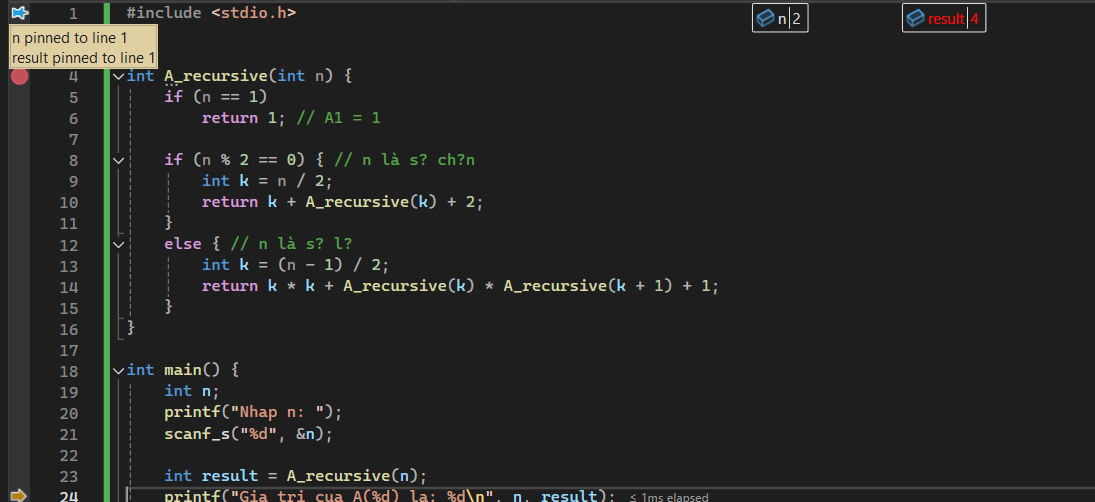 1 #include <stdio.h>
n 2
result 4
n pinned to line 1
result pinned to line 1
4 int A_recursive(int n) {
5 if (n == 1)
6 return 1; // A1 = 1
7
8 if (n % 2 == 0) { // n là s? ch?n
9 int k = n / 2;
10 return k + A_recursive(k) + 2;
11 }
12 else { // n là s? l?
13 int k = (n - 1) / 2;
14 return k * k + A_recursive(k) * A_recursive(k + 1) + 1;
15 }
16 }
17
18 int main() {
19 int n;
20 printf("Nhap n: ");
21 scanf_s("%d", &n);
22
23 int result = A_recursive(n);
24 printf("Gia tri cua A(%d) la: %d\n", n, result); ≤ 1ms elapsed